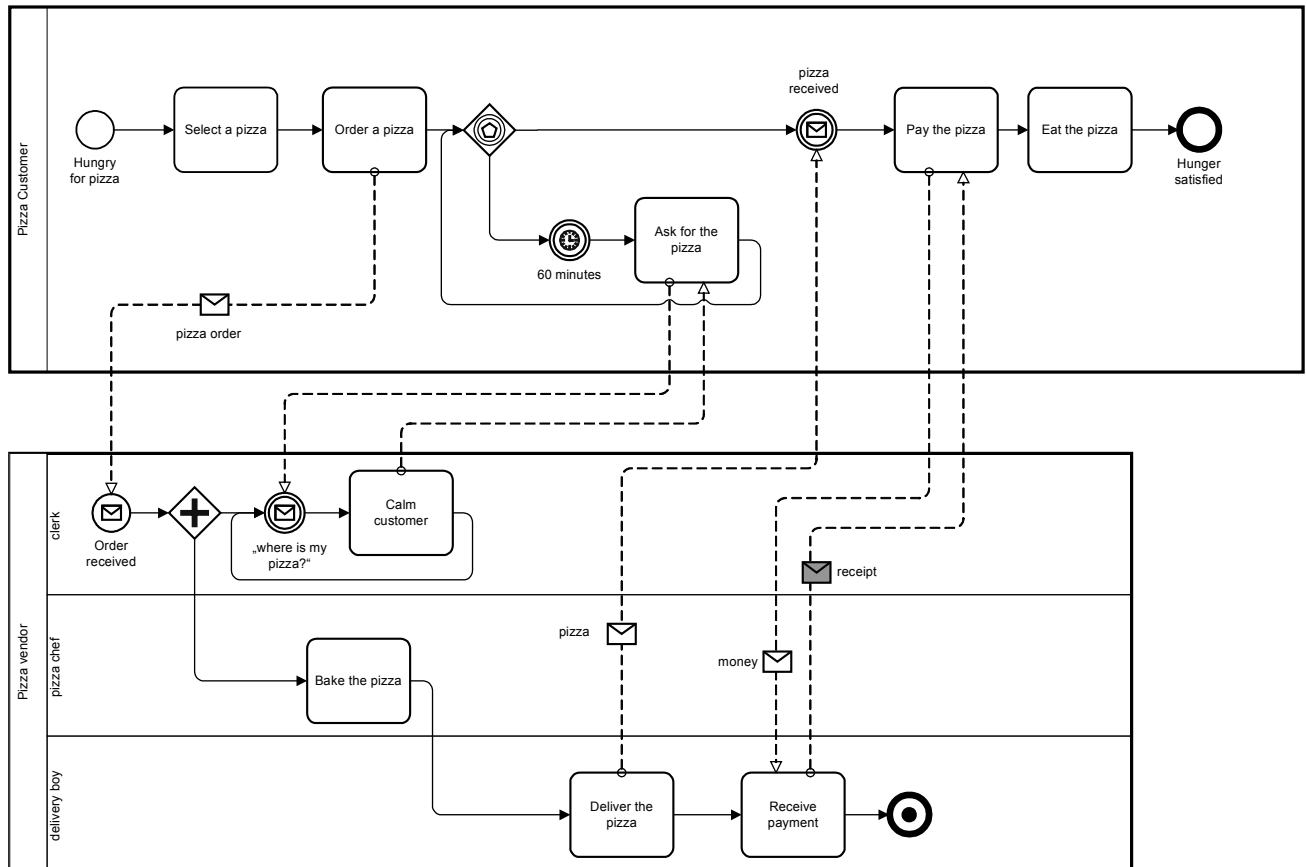 Pizza Customer
Hungry
for pizza
Select a pizza
Order a pizza
pizza
received
Pay the pizza
Eat the pizza
Hunger
satisfied
60 minutes
Ask for the
pizza
pizza order
Pizza vendor
clerk
Order
received
„where is my
pizza?“
Calm
customer
receipt
pizza chef
Bake the pizza
pizza
money
delivery boy
Deliver the
pizza
Receive
payment